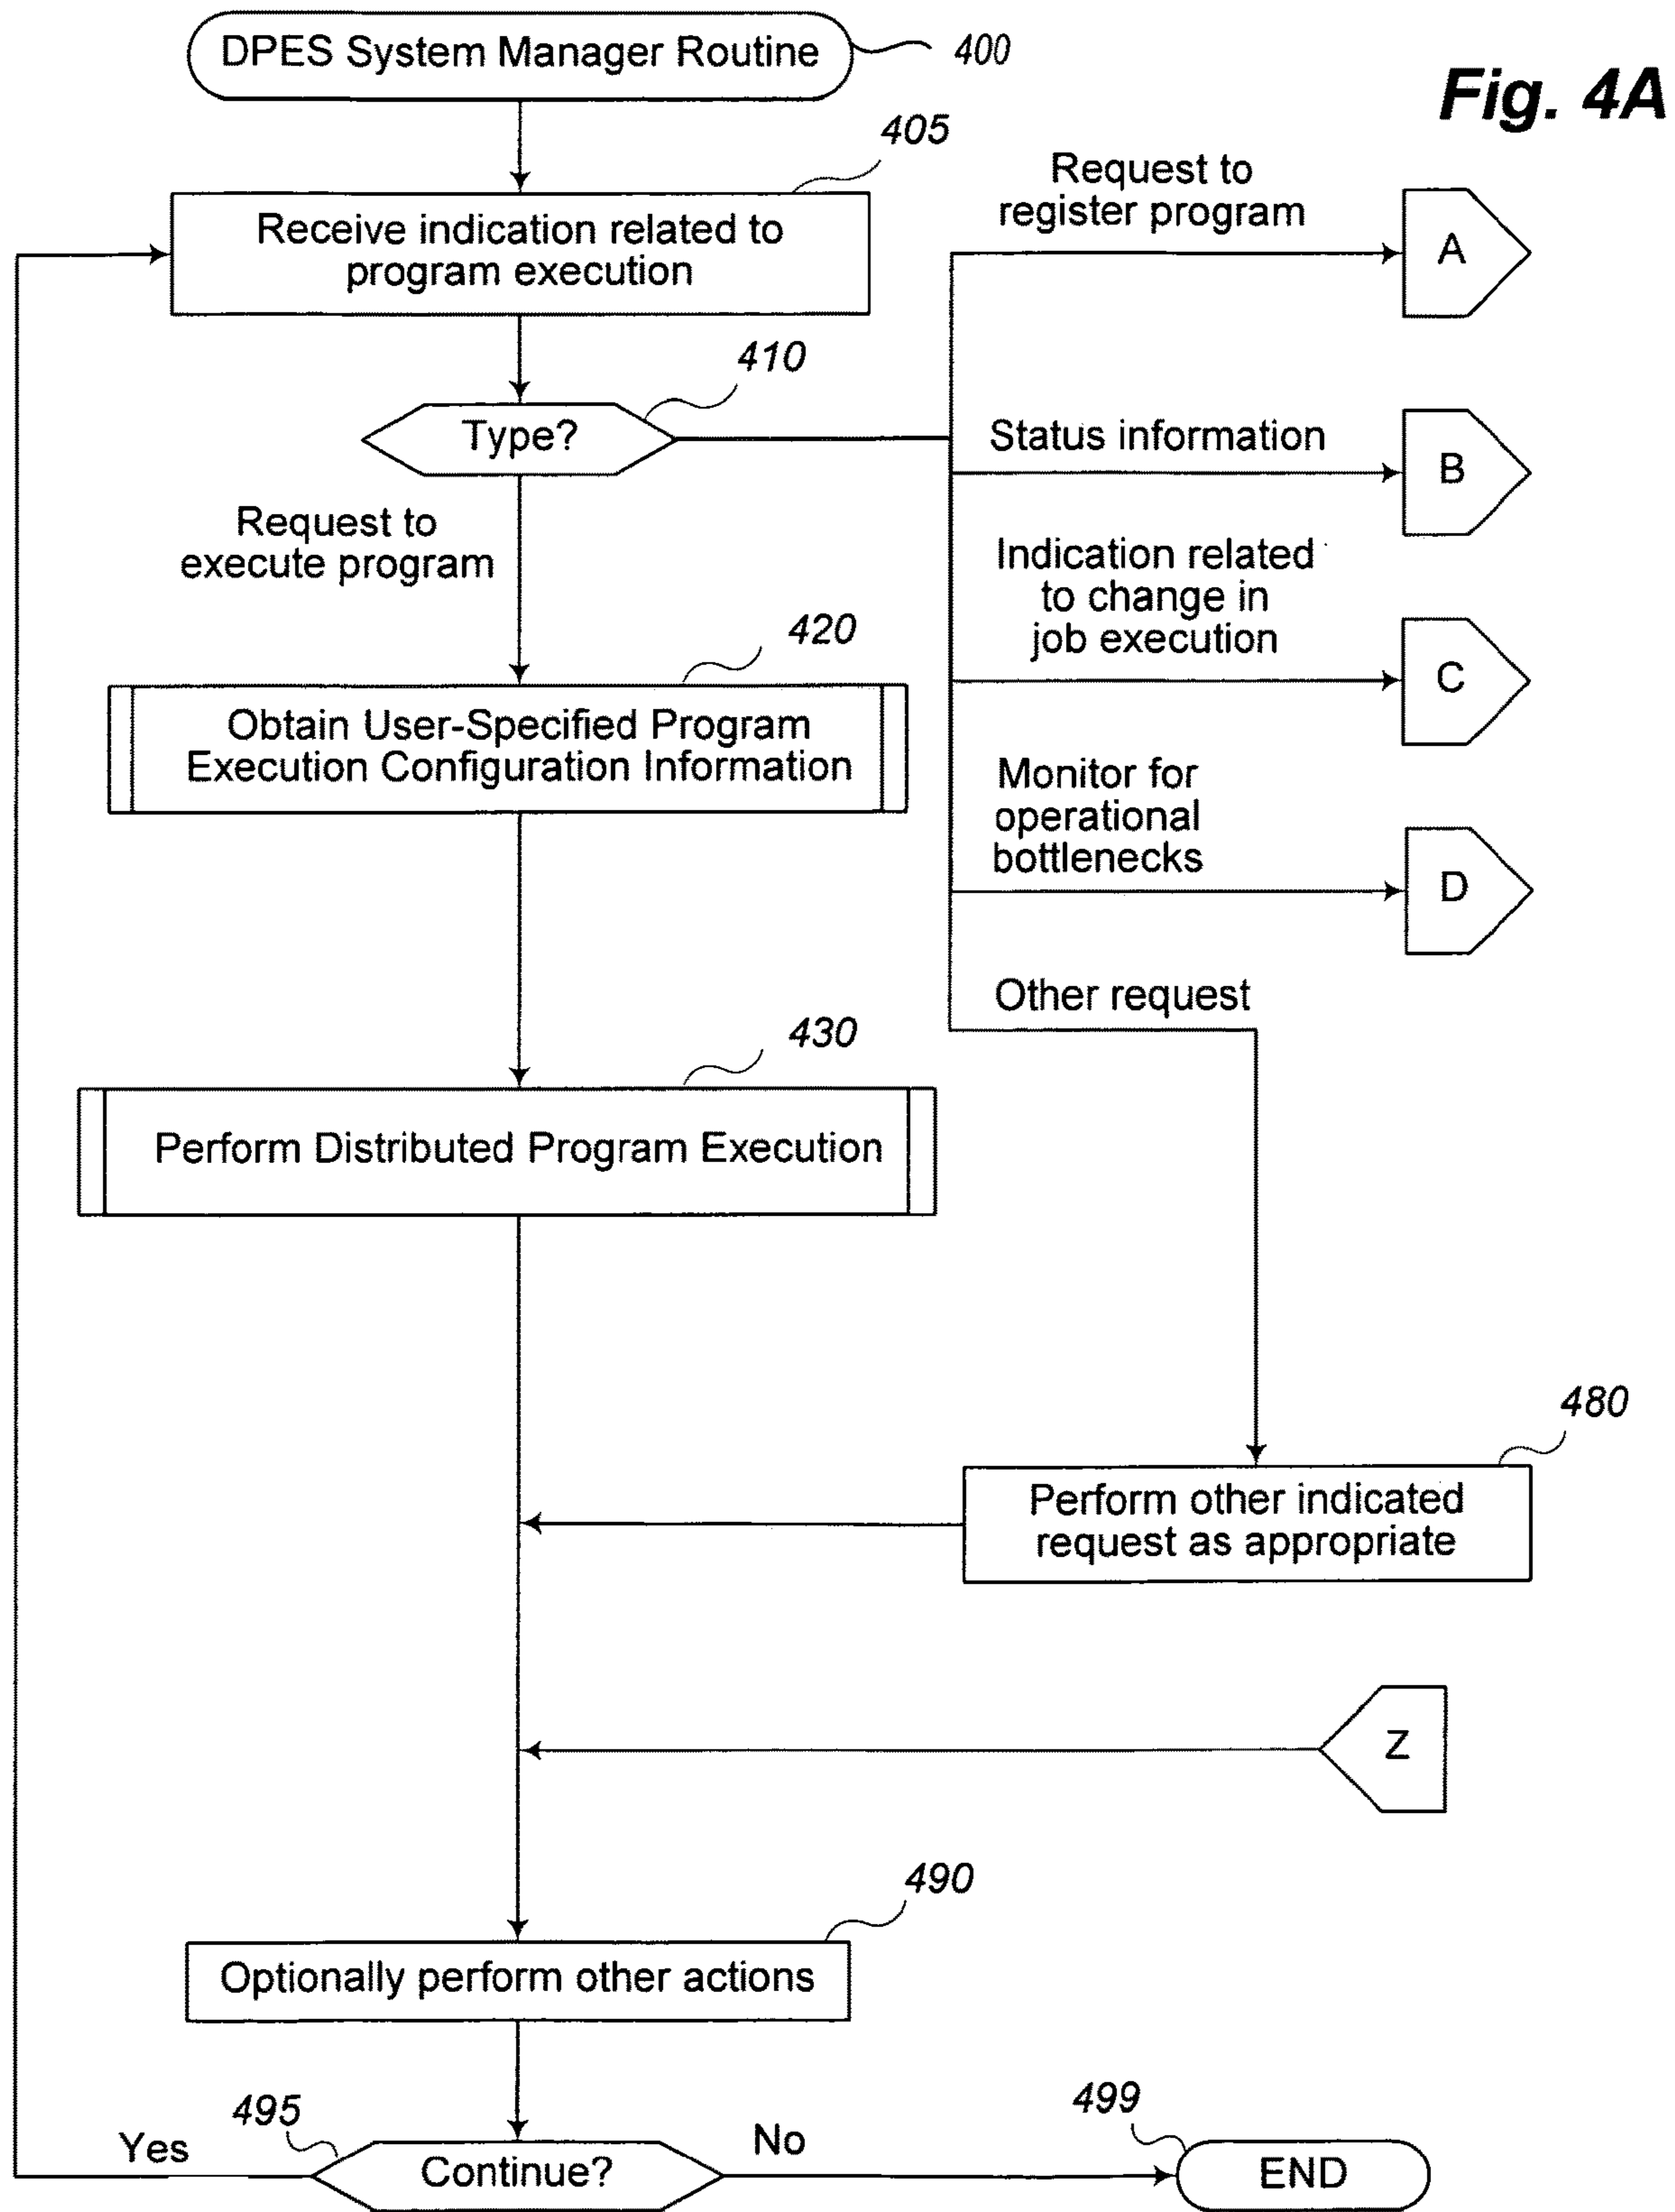 DPES System Manager Routine
400
Fig. 4A
405
Receive indication related to
program execution
Request to
register program
A
410
Type?
Status information
B
Request to
execute program
Indication related
to change in
job execution
C
420
Obtain User-Specified Program
Execution Configuration Information
Monitor for
operational
bottlenecks
D
Other request
430
Perform Distributed Program Execution
480
Perform other indicated
request as appropriate
Z
490
Optionally perform other actions
495
Yes
Continue?
No
499
END